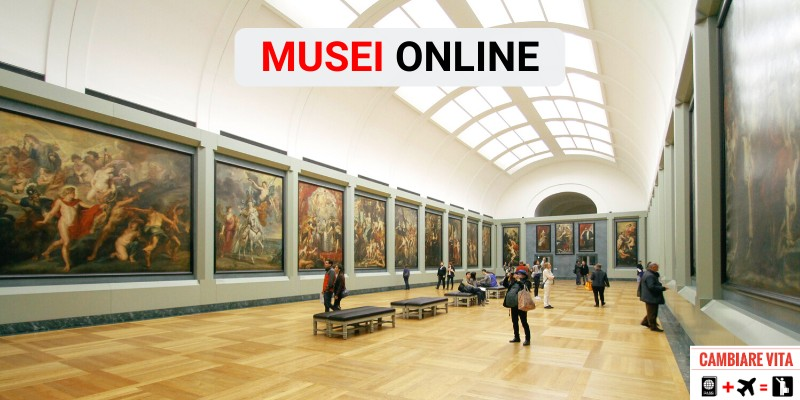 MUSEI ONLINE
CAMBIARE VITA
+ =